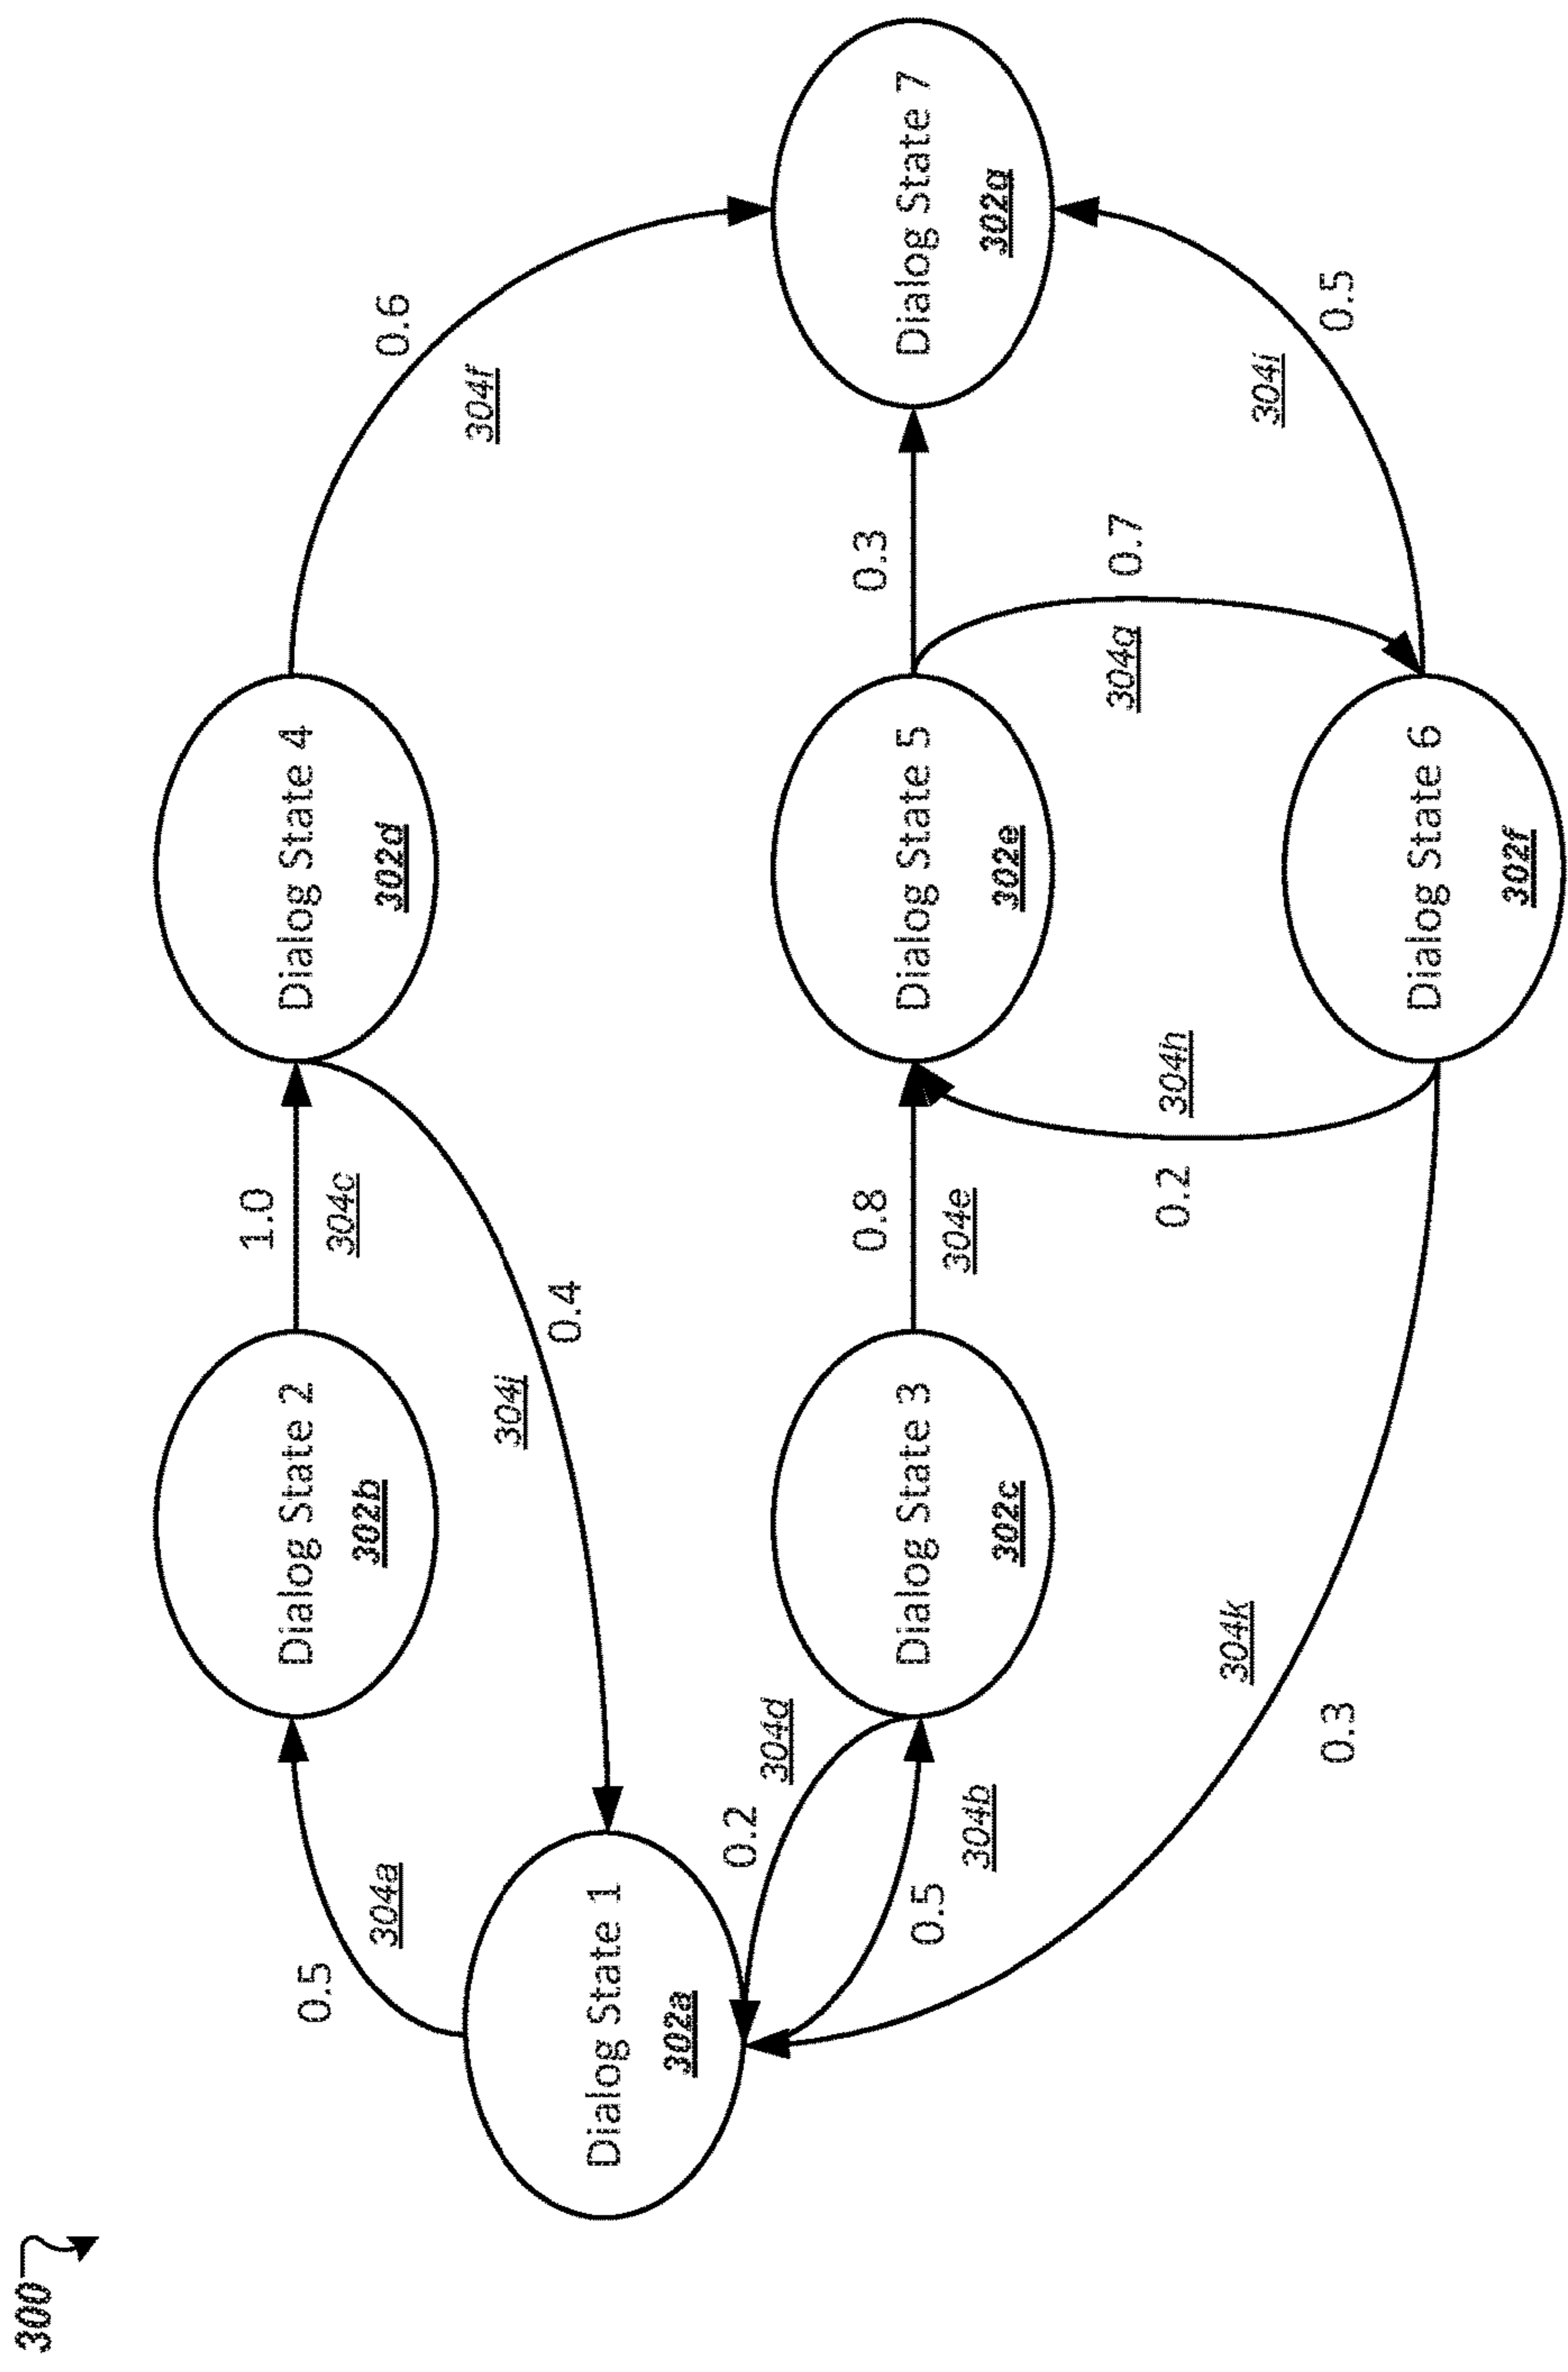 300
0.5
304a
Dialog State 2
302b
1.0
304c
Dialog State 4
302d
0.6
304f
Dialog State 1
302a
304j
0.4
0.2
304d
0.5
304b
Dialog State 3
302c
0.8
304e
Dialog State 5
302e
0.3
Dialog State 7
302g
304h
0.2
304g
0.7
304k
0.3
Dialog State 6
302f
304i
0.5